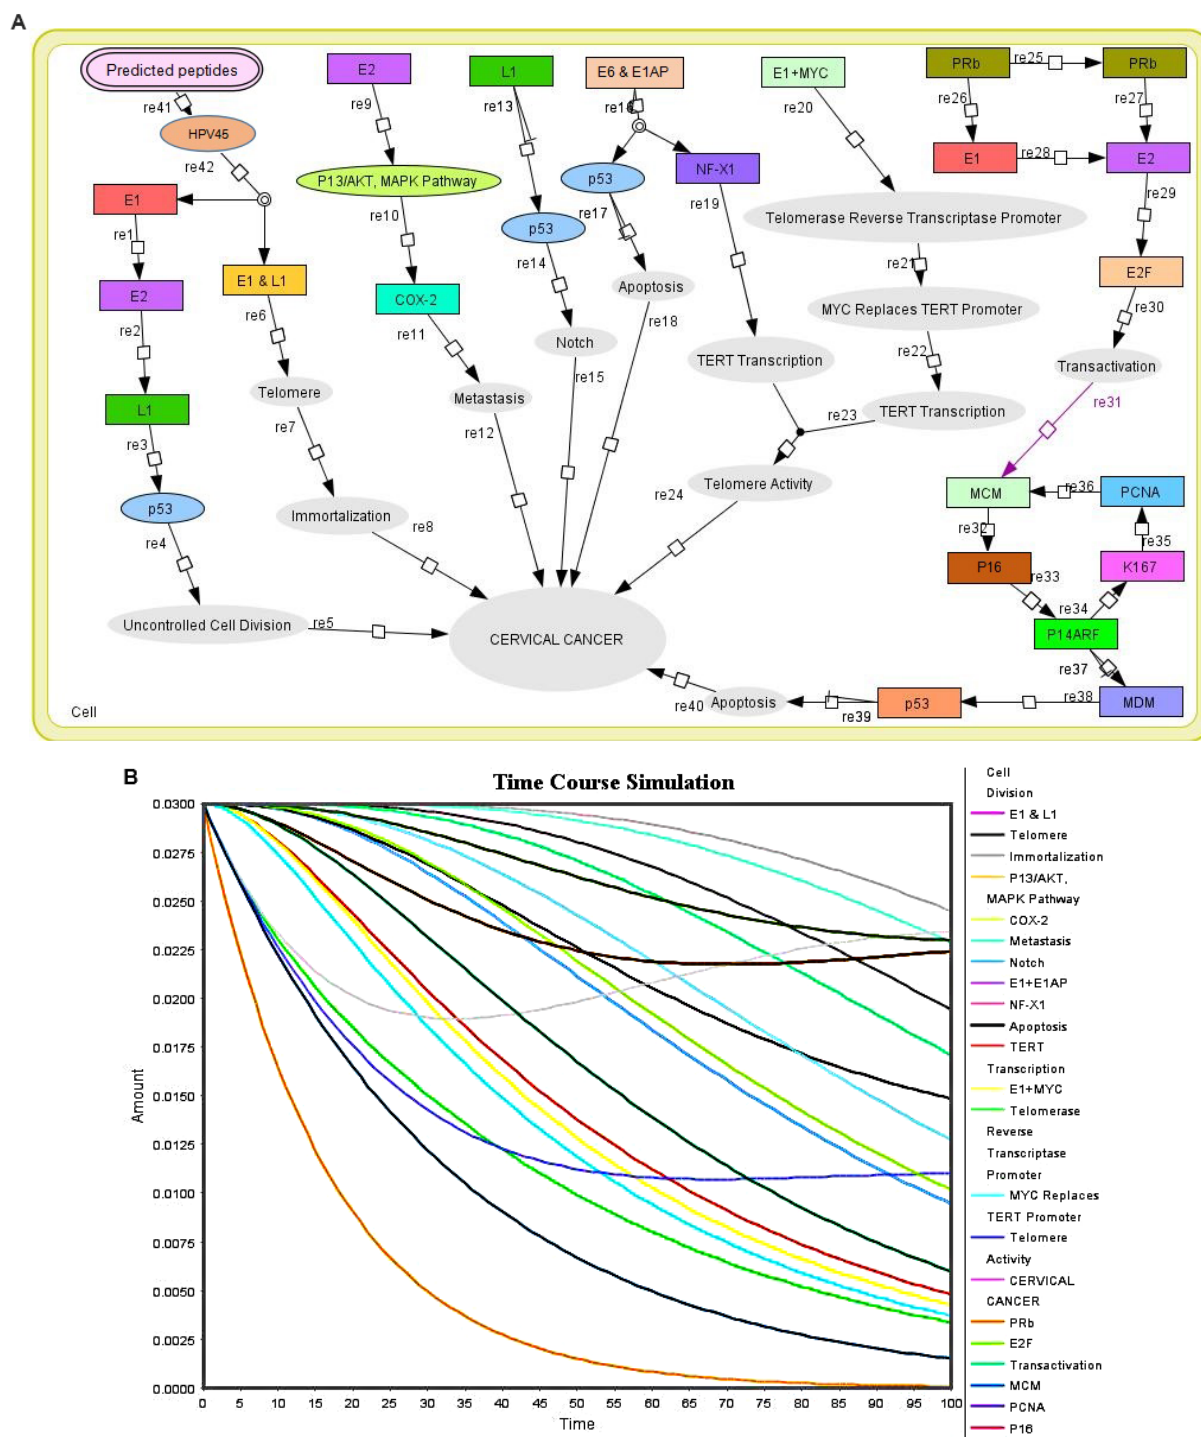 A
Predicted peptides
E2
L1
E6 & E1AP
E1+MYC
PRb
re25
PRb
re41
re9
re13
re16
re20
re26
re27
HPV45
re42
P13/AKT, MAPK Pathway
p53
NF-X1
E1
re28
E2
E1
re10
re17
re19
re29
re1
p53
Telomerase Reverse Transcriptase Promoter
re14
re21
E2
E1 & L1
COX-2
Apoptosis
E2F
re2
re6
re11
re18
MYC Replaces TERT Promoter
re30
Notch
re22
re15
TERT Transcription
Transactivation
Telomere
Metastasis
re31
L1
re7
re12
re23
TERT Transcription
re3
Telomere Activity
MCM
re36
PCNA
p53
Immortalization
re8
re24
re32
re35
re4
P16
re33
K167
re34
Uncontrolled Cell Division
re5
CERVICAL CANCER
P14ARF
re37
Cell
re40
Apoptosis
re39
p53
re38
MDM
B
Time Course Simulation
Amount
0.0300
0.0275
0.0250
0.0225
0.0200
0.0175
0.0150
0.0125
0.0100
0.0075
0.0050
0.0025
0.0000
0 5 10 15 20 25 30 35 40 45 50 55 60 65 70 75 80 85 90 95 100
Time
Cell
Division
E1 & L1
Telomere
Immortalization
P13/AKT,
MAPK Pathway
COX-2
Metastasis
Notch
E1+E1AP
NF-X1
Apoptosis
TERT
Transcription
E1+MYC
Telomerase
Reverse
Transcriptase
Promoter
MYC Replaces
TERT Promoter
Telomere
Activity
CERVICAL
CANCER
PRb
E2F
Transactivation
MCM
PCNA
P16